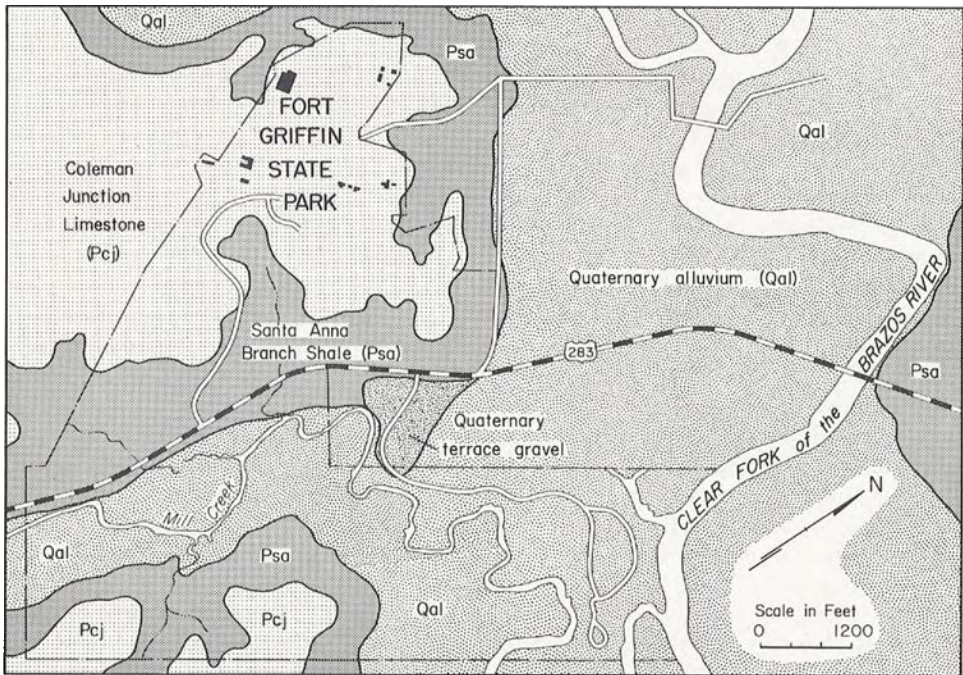 Qal
Psa
FORT
GRIFFIN
STATE
PARK
Qal
Coleman
Junction
Limestone
(Pcj)
Quaternary alluvium (Qal)
Santa Anna
Branch Shale (Psa)
283
Psa
Quaternary
terrace gravel
CLEAR FORK of the BRAZOS RIVER
N
Mill Creek
Qal
Psa
Qal
Pcj
Pcj
Scale in Feet
0 1200